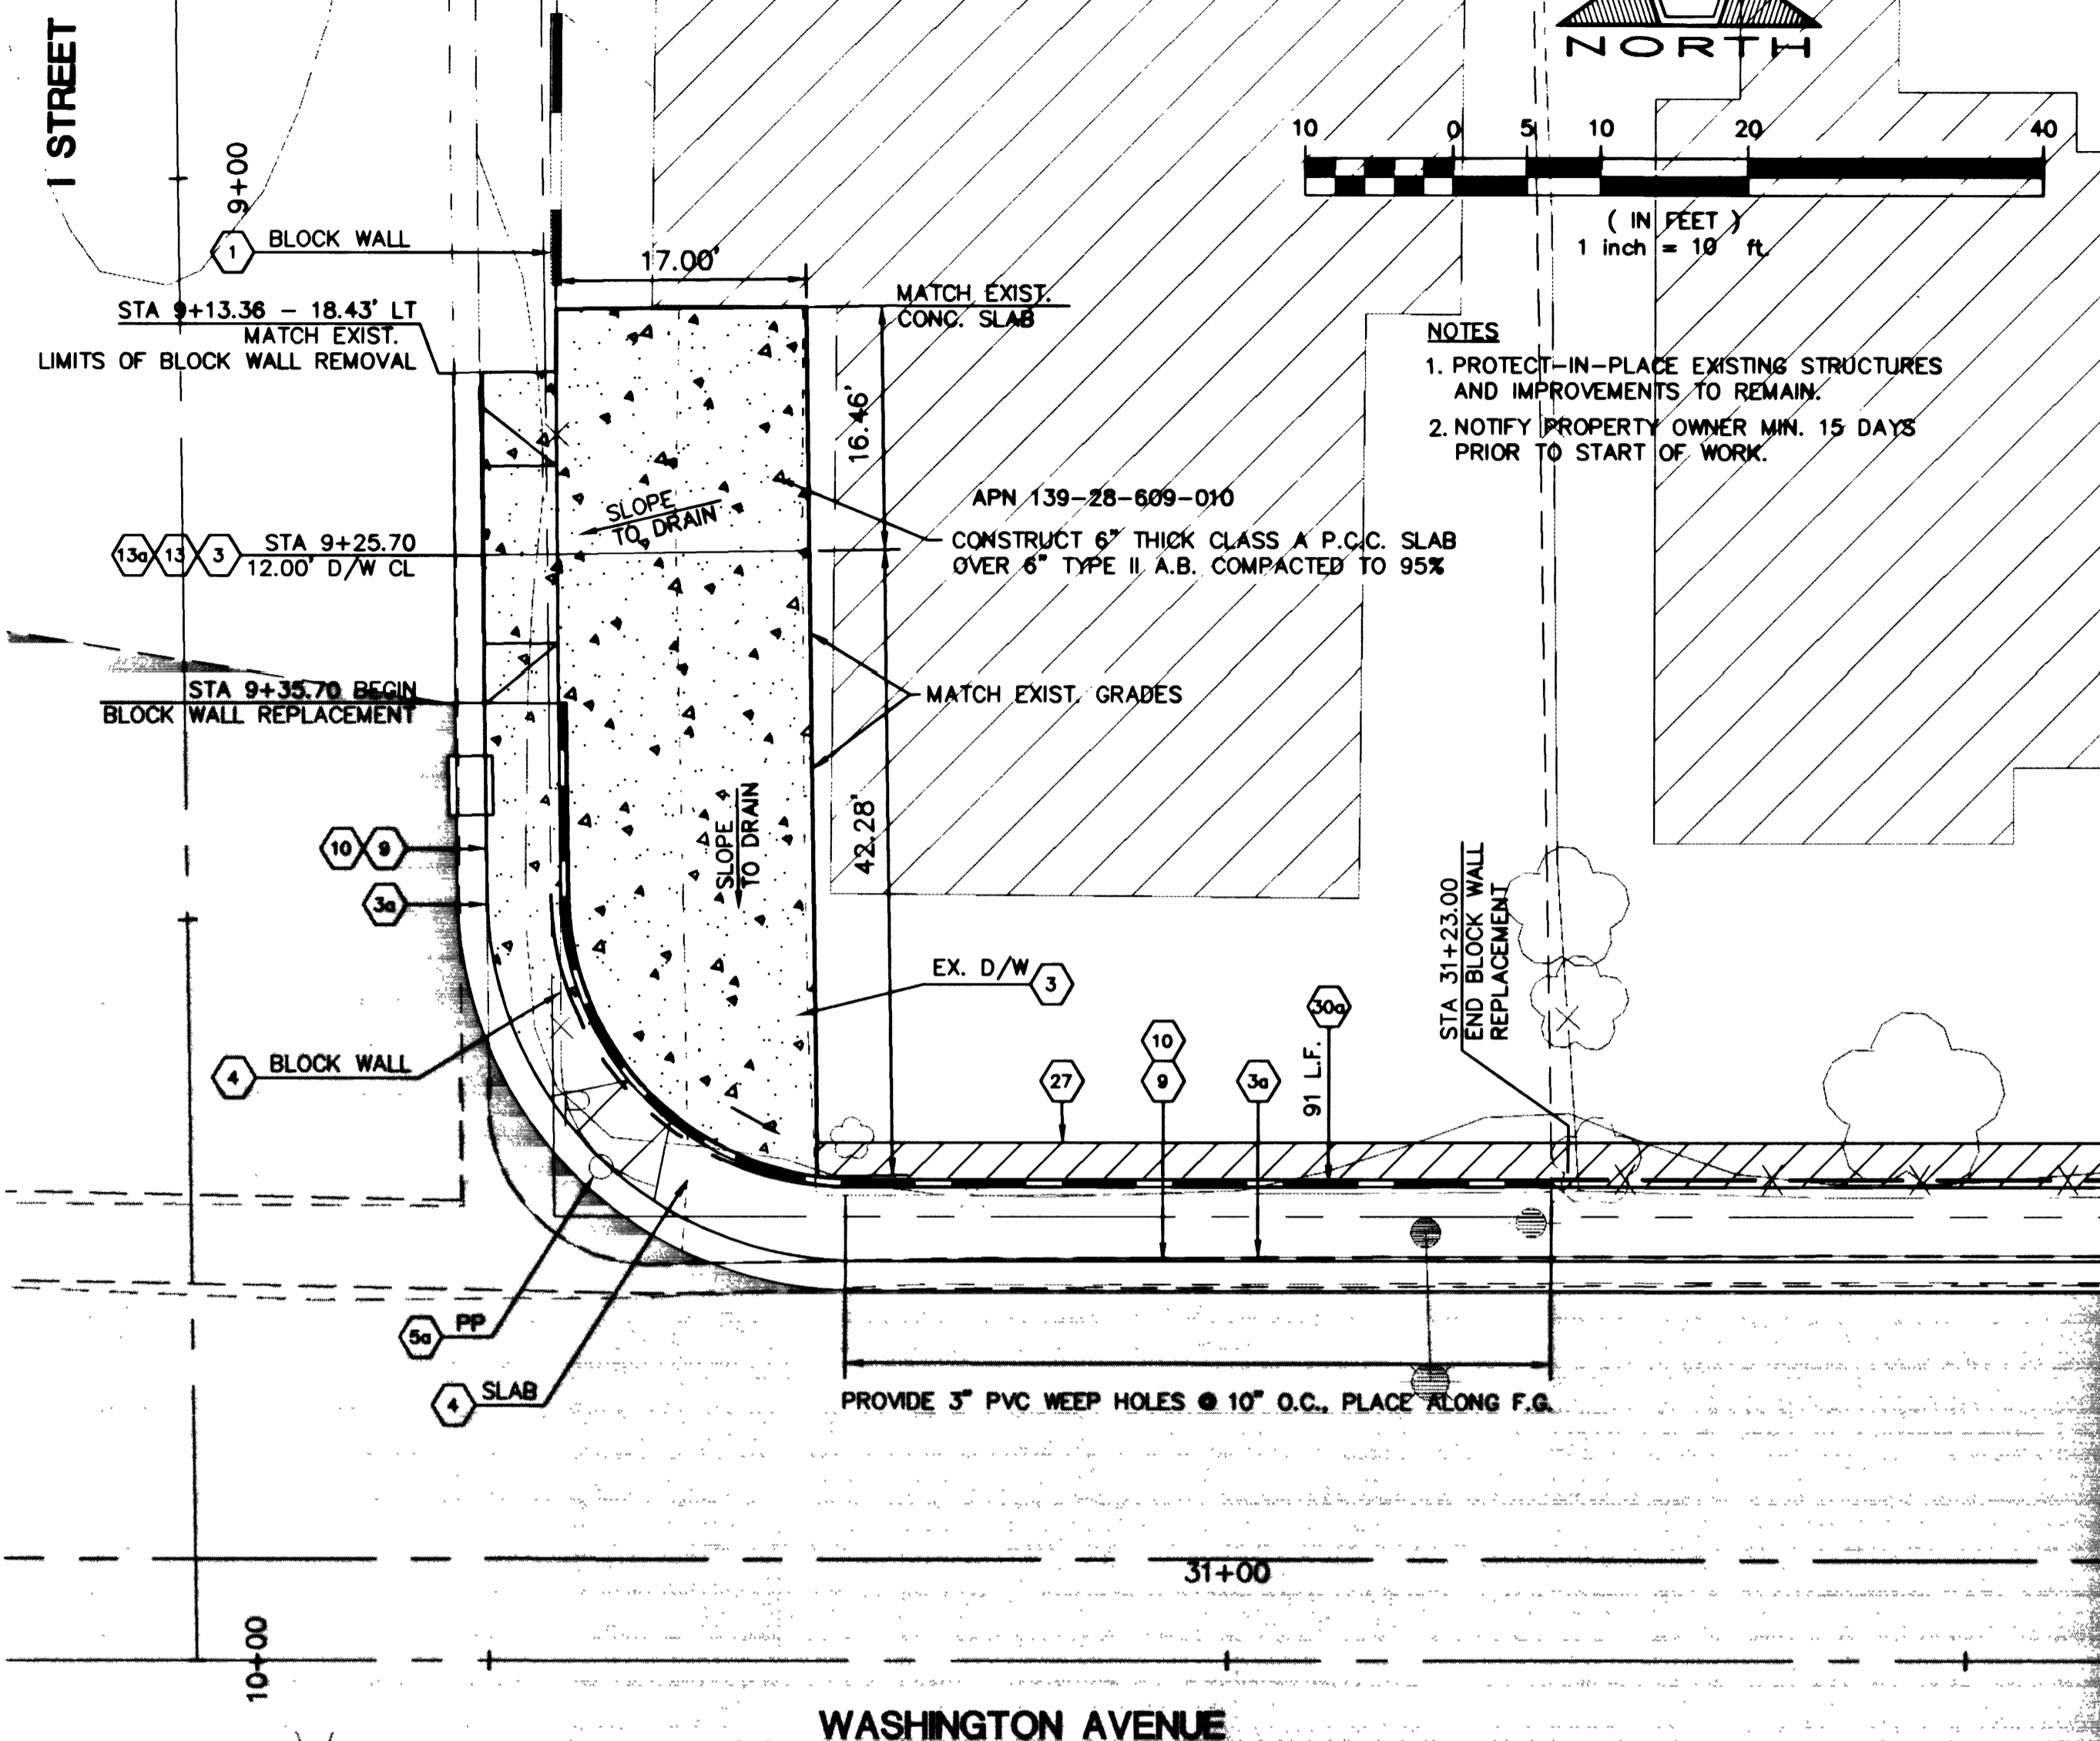 NORTH
10 0 5 10 20 40
( IN FEET )
1 inch = 10 ft.
I STREET
9+00
1 BLOCK WALL
17.00'
STA 9+13.36 - 18.43' LT
MATCH EXIST.
LIMITS OF BLOCK WALL REMOVAL
MATCH EXIST.
CONC. SLAB
NOTES
1. PROTECT-IN-PLACE EXISTING STRUCTURES
AND IMPROVEMENTS TO REMAIN.
2. NOTIFY PROPERTY OWNER MIN. 15 DAYS
PRIOR TO START OF WORK.
16.46'
SLOPE
TO DRAIN
APN 139-28-609-010
CONSTRUCT 6" THICK CLASS A P.C.C. SLAB
OVER 6" TYPE II A.B. COMPACTED TO 95%
13a 13 3 STA 9+25.70
12.00' D/W CL
STA 9+35.70 BEGIN
BLOCK WALL REPLACEMENT
MATCH EXIST. GRADES
SLOPE
TO DRAIN
42.28'
10 9
3a
STA 31+23.00
END BLOCK WALL
REPLACEMENT
EX. D/W 3
4 BLOCK WALL
27
10
9
3a
30a
91 L.F.
5a PP
4 SLAB
PROVIDE 3" PVC WEEP HOLES @ 10" O.C., PLACE ALONG F.G.
31+00
10+00
WASHINGTON AVENUE